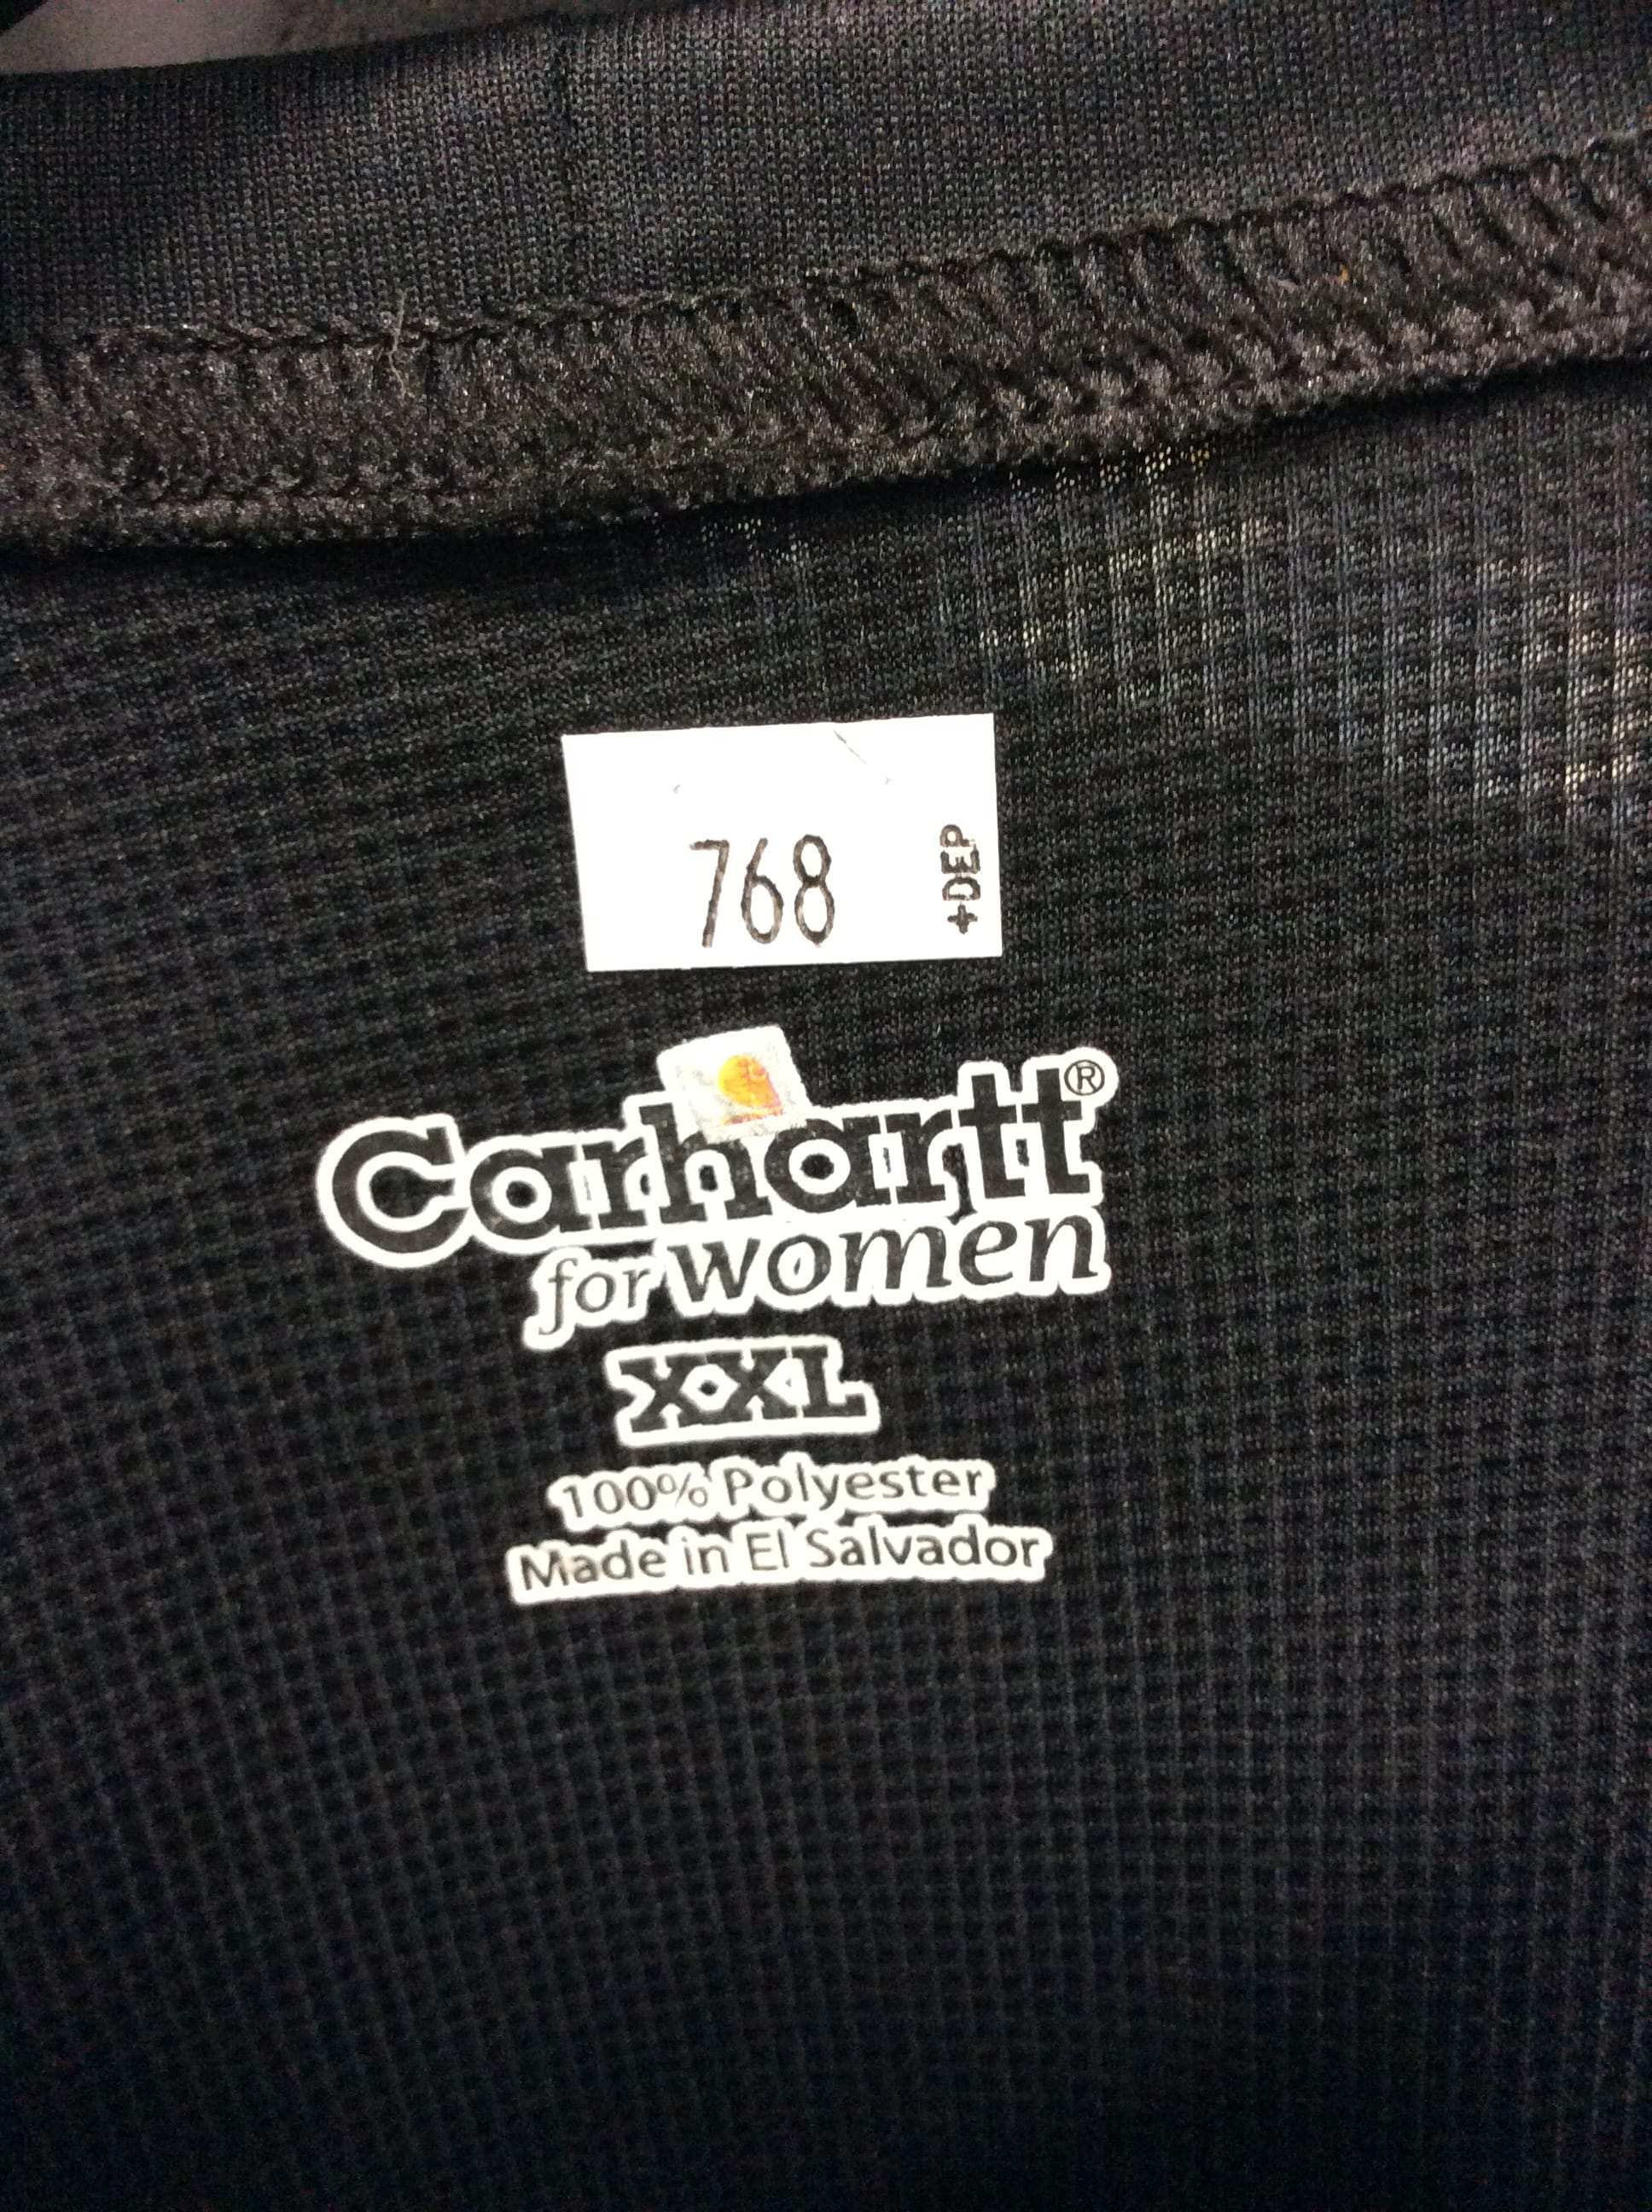 768
+DEP
Carhartt®
for women
XXL
100% Polyester
Made in El Salvador